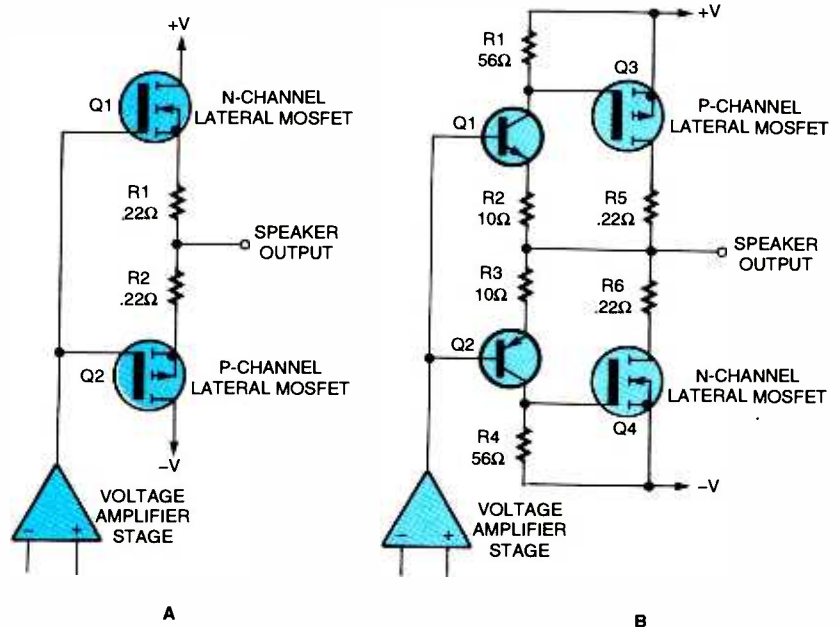 +V
Q1
N-CHANNEL
LATERAL MOSFET
R1
.22Ω
SPEAKER
OUTPUT
R2
.22Ω
Q2
P-CHANNEL
LATERAL MOSFET
–V
VOLTAGE
AMPLIFIER
STAGE
– +
A
+V
R1
56Ω
Q3
P-CHANNEL
LATERAL MOSFET
Q1
R2
10Ω
R5
.22Ω
SPEAKER
OUTPUT
R3
10Ω
R6
.22Ω
Q2
N-CHANNEL
LATERAL MOSFET
Q4
R4
56Ω
–V
VOLTAGE
AMPLIFIER
STAGE
– +
B